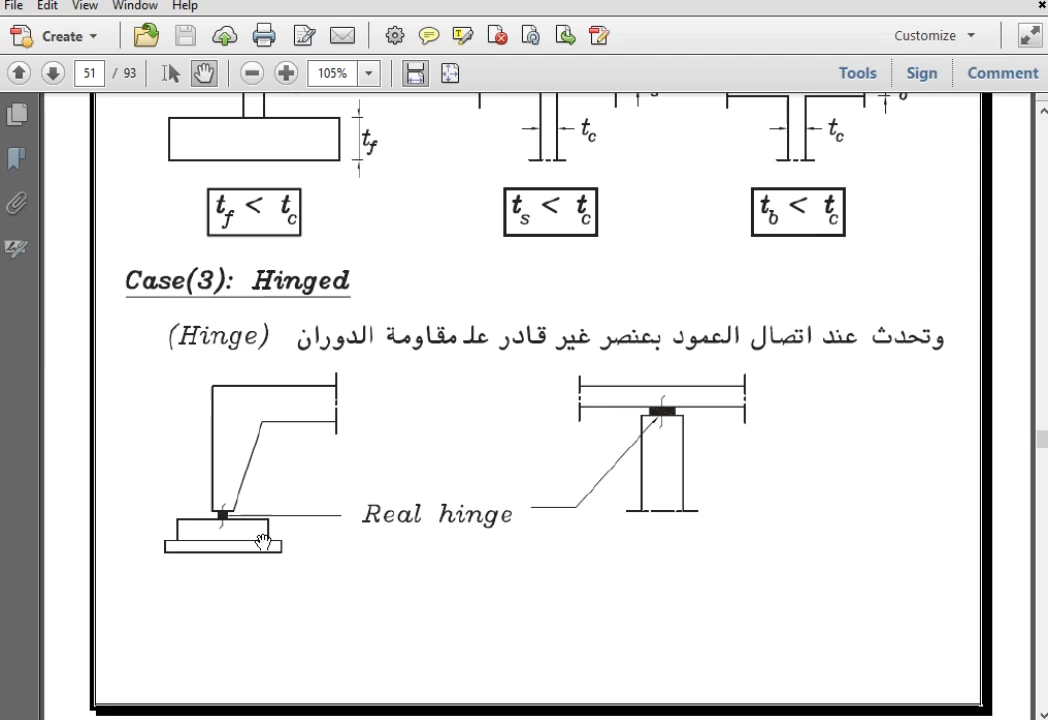 File Edit View Window Help
Create
Customize
51 / 93
105%
Tools Sign Comment
t_f
t_c
t_c
t_f < t_c
t_s < t_c
t_b < t_c
Case(3): Hinged
وتحدث عند اتصال العمود بعنصر غير قادر علـ مقاومة الدوران (Hinge)
Real hinge